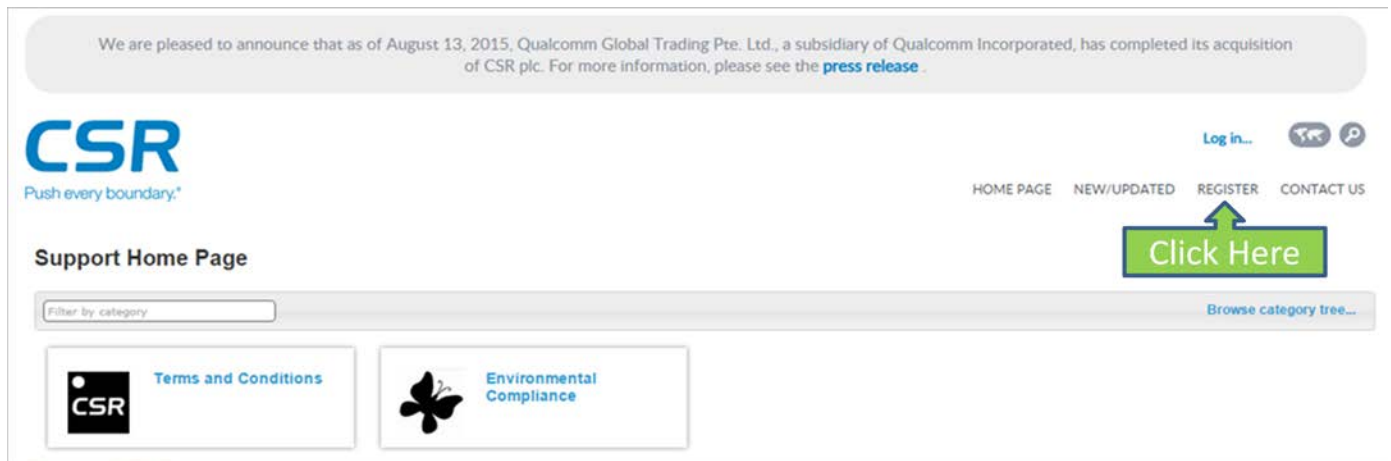 We are pleased to announce that as of August 13, 2015, Qualcomm Global Trading Pte. Ltd., a subsidiary of Qualcomm Incorporated, has completed its acquisition
of CSR plc. For more information, please see the press release .
CSR
Push every boundary.®
Log in...
HOME PAGE NEW/UPDATED REGISTER CONTACT US
Click Here
Support Home Page
Filter by category
Browse category tree...
CSR
Terms and Conditions
Environmental
Compliance